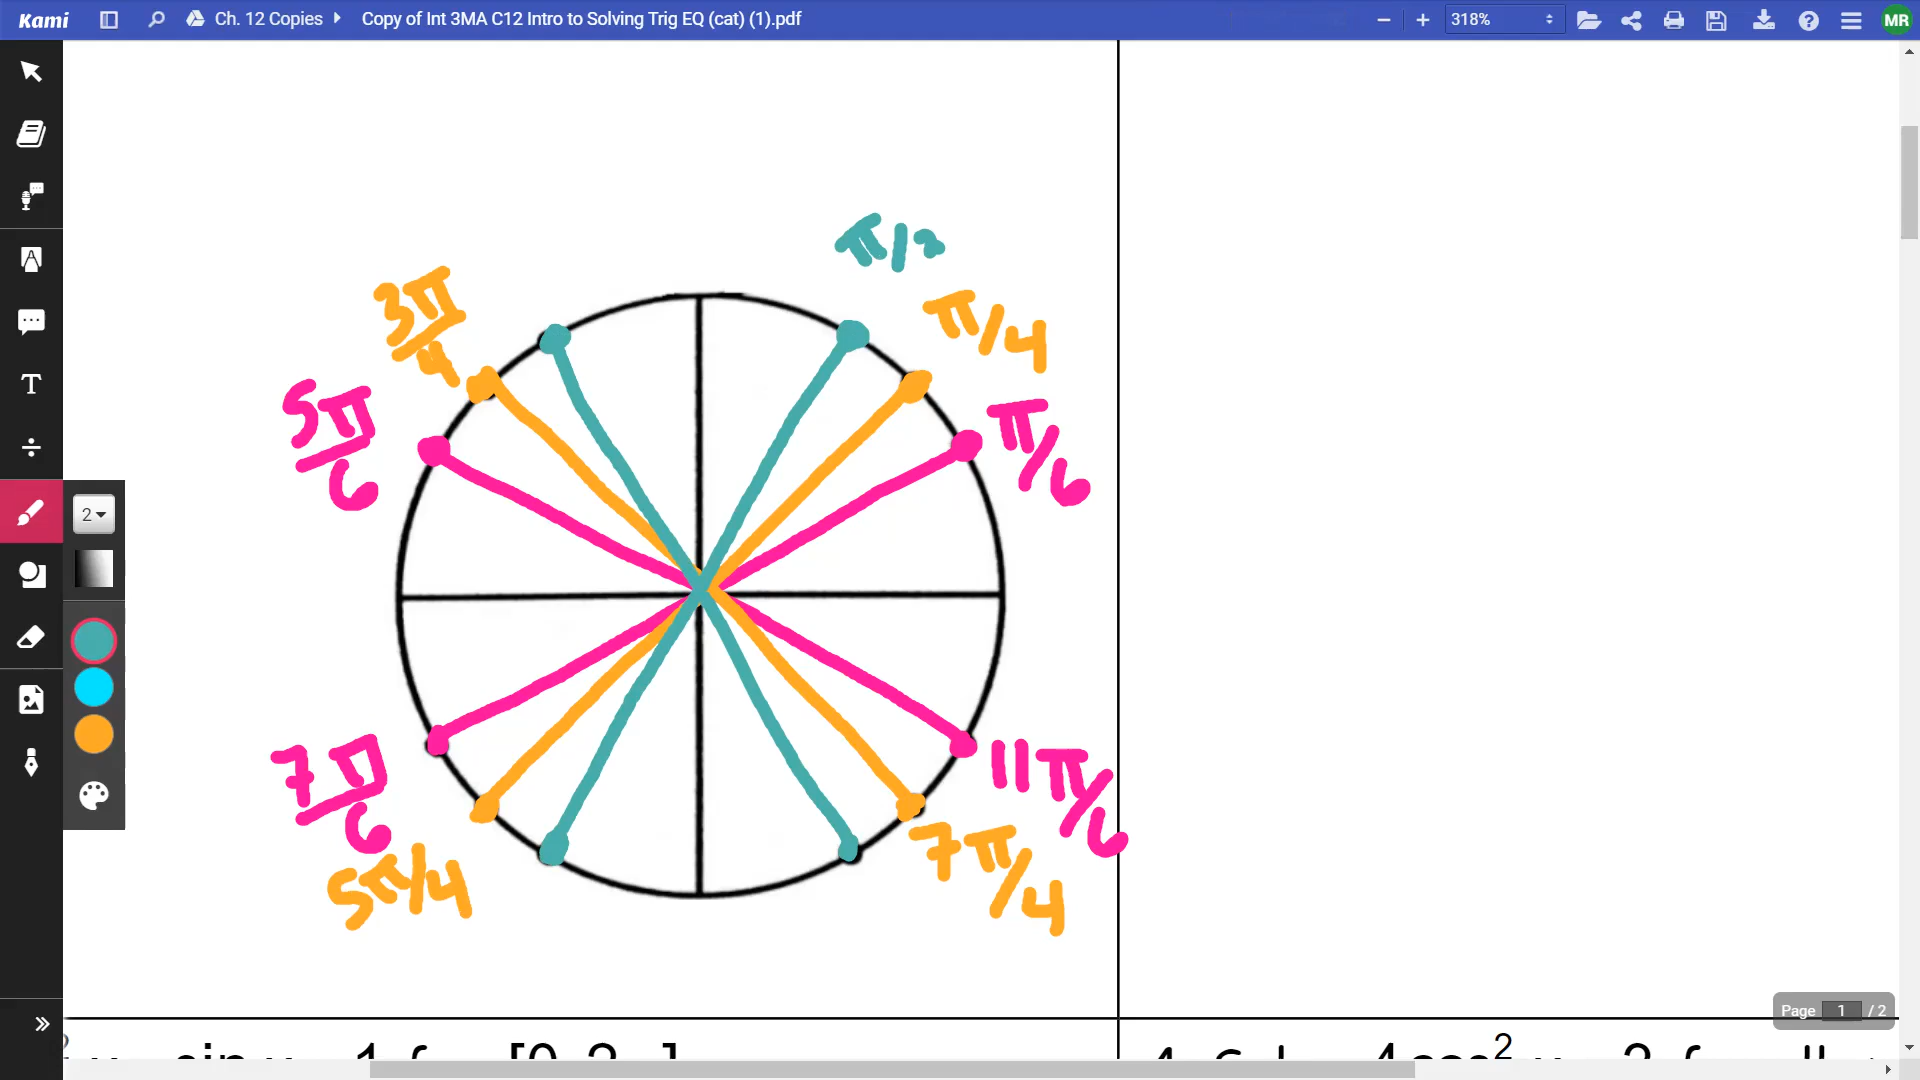 Kami Ch. 12 Copies Copy of Int 3MA C12 Intro to Solving Trig EQ (cat) (1).pdf 318% MR
π/3
3π/4
π/4
5π/6
π/6
2
7π/6
11π/6
5π/4
7π/4
Page 1 / 2